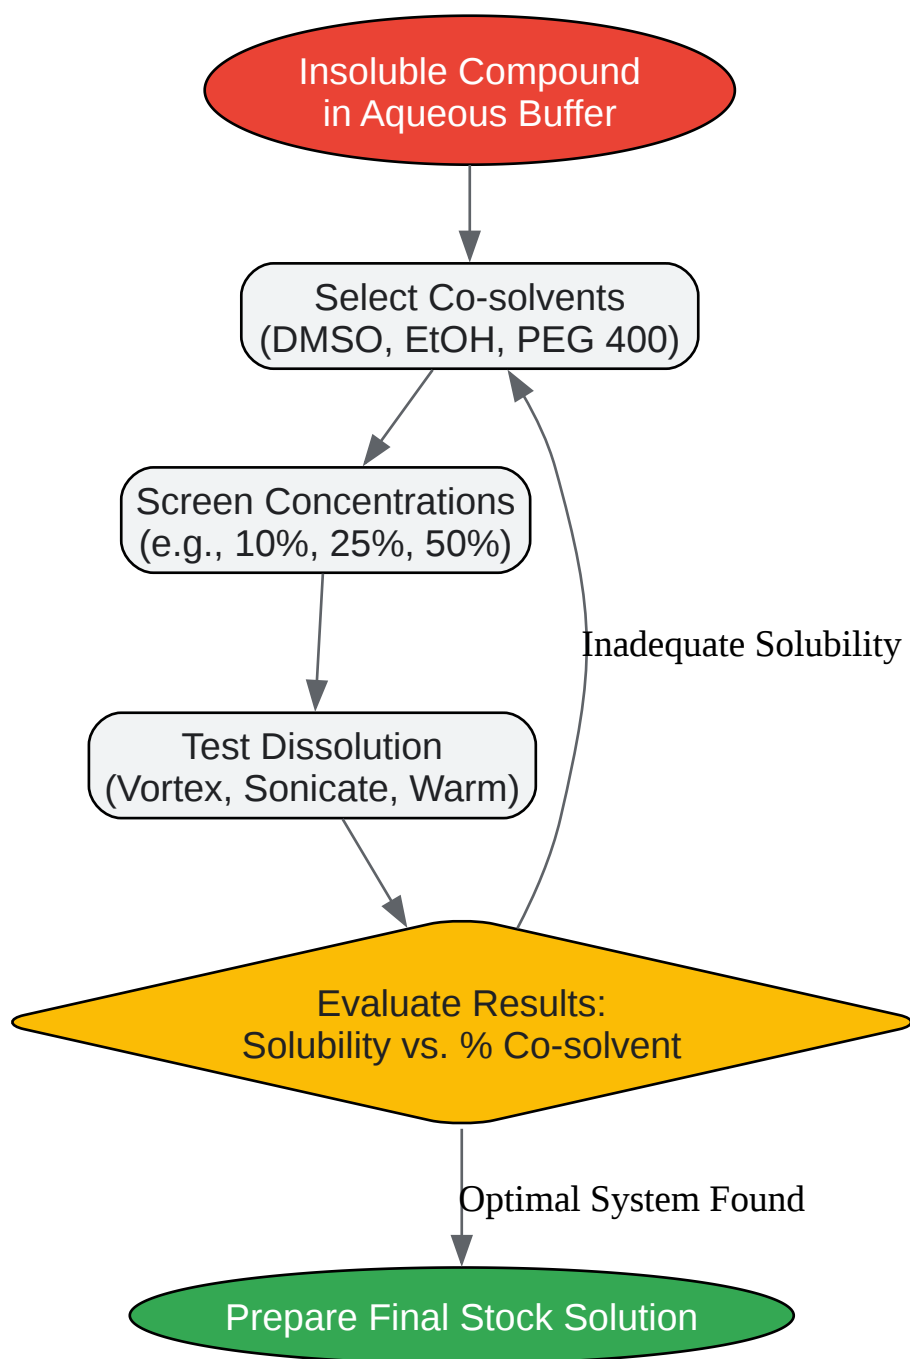 Insoluble Compound
in Aqueous Buffer
Select Co-solvents
(DMSO, EtOH, PEG 400)
Screen Concentrations
(e.g., 10%, 25%, 50%)
Inadequate Solubility
Test Dissolution
(Vortex, Sonicate, Warm)
Evaluate Results:
Solubility vs. % Co-solvent
Optimal System Found
Prepare Final Stock Solution